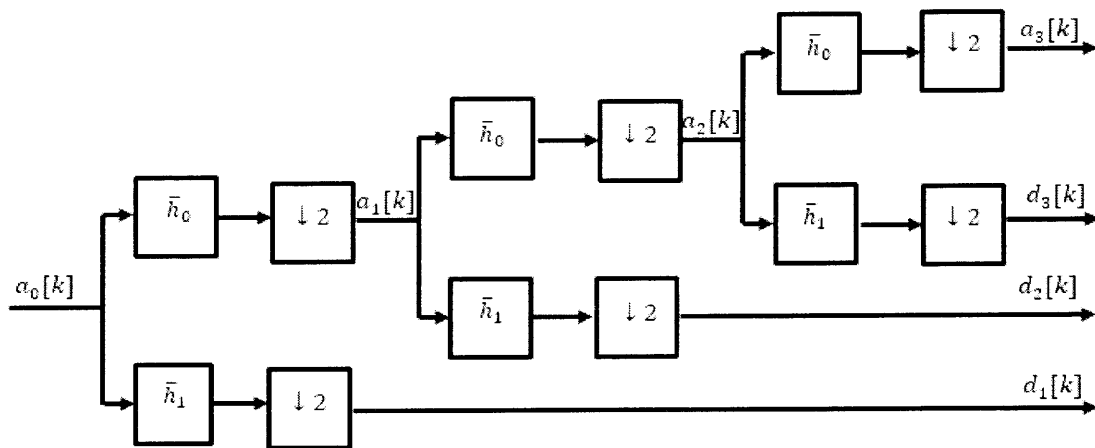 h̄₀ ↓ 2 a₃[k]
h̄₀ ↓ 2 a₂[k]
h̄₀ ↓ 2 a₁[k]
h̄₁ ↓ 2 d₃[k]
a₀[k]
h̄₁ ↓ 2 d₂[k]
h̄₁ ↓ 2 d₁[k]